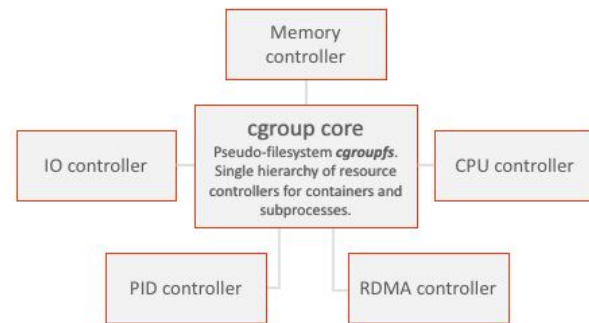 Memory
controller
cgroup core
Pseudo-filesystem cgroupfs.
Single hierarchy of resource
controllers for containers and
subprocesses.
IO controller
CPU controller
PID controller
RDMA controller